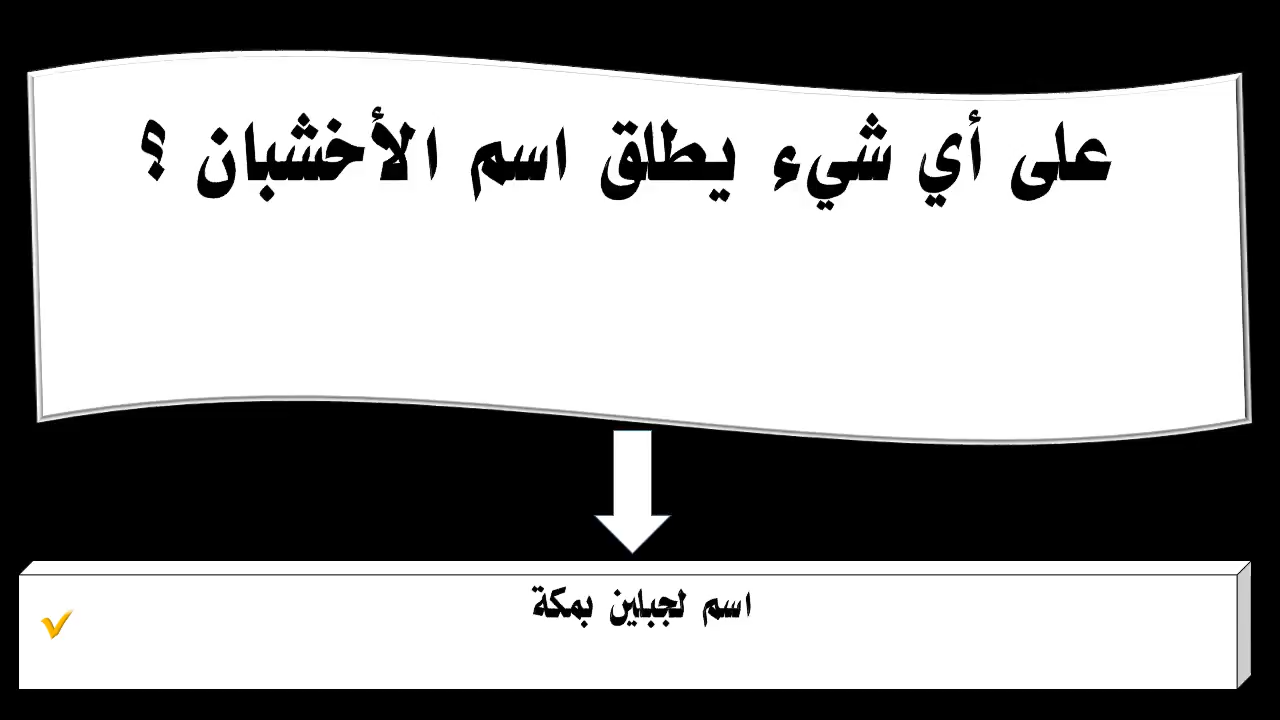 على أي شيء يطلق اسم الأخشبان ؟
اسم لجبلين بمكة